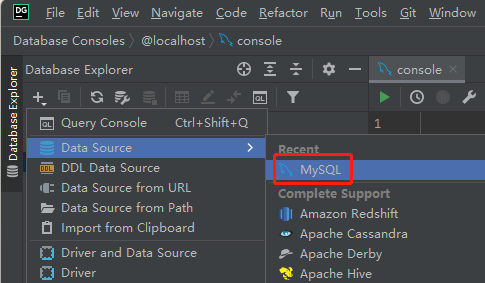 DG File Edit View Navigate Code Refactor Run Tools Git Window
Database Consoles @localhost console
Database Explorer
Database Explorer
console
QL
1
QL Query Console Ctrl+Shift+Q
Data Source
DDL DDL Data Source
Data Source from URL
Data Source from Path
Import from Clipboard
Driver and Data Source
Driver
Recent
MySQL
Complete Support
Amazon Redshift
Apache Cassandra
Apache Derby
Apache Hive